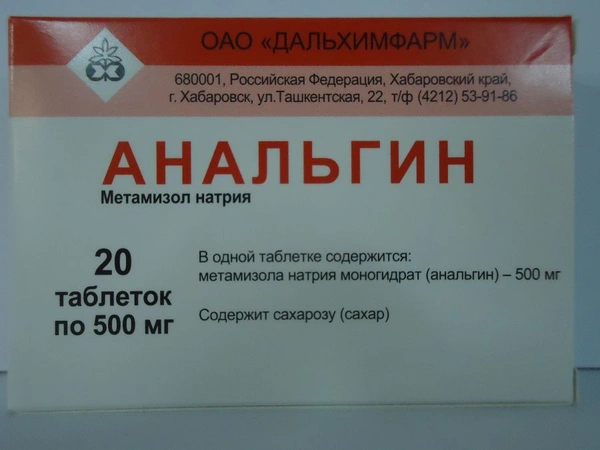 ОАО «ДАЛЬХИМФАРМ»
680001, Российская Федерация, Хабаровский край,
г. Хабаровск, ул.Ташкентская, 22, т/ф (4212) 53-91-86
АНАЛЬГИН
Метамизол натрия
20
таблеток
по 500 мг
В одной таблетке содержится:
метамизола натрия моногидрат (анальгин) – 500 мг
Содержит сахарозу (сахар)